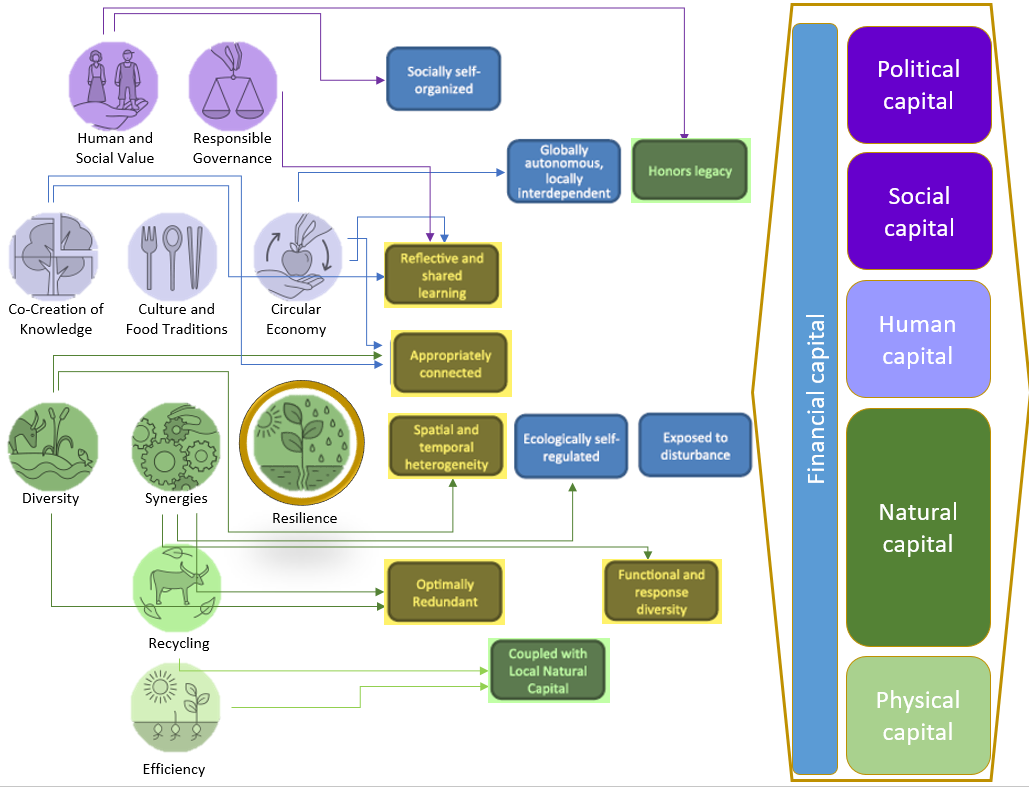 Socially self-
organized
Human and
Social Value
Responsible
Governance
Globally
autonomous,
locally
interdependent
Honors legacy
Co-Creation of
Knowledge
Culture and
Food Traditions
Circular
Economy
Reflective and
shared
learning
Appropriately
connected
Diversity
Synergies
Resilience
Spatial and
temporal
heterogeneity
Ecologically self-
regulated
Exposed to
disturbance
Recycling
Optimally
Redundant
Functional and
response
diversity
Efficiency
Coupled with
Local Natural
Capital
Financial capital
Political
capital
Social
capital
Human
capital
Natural
capital
Physical
capital